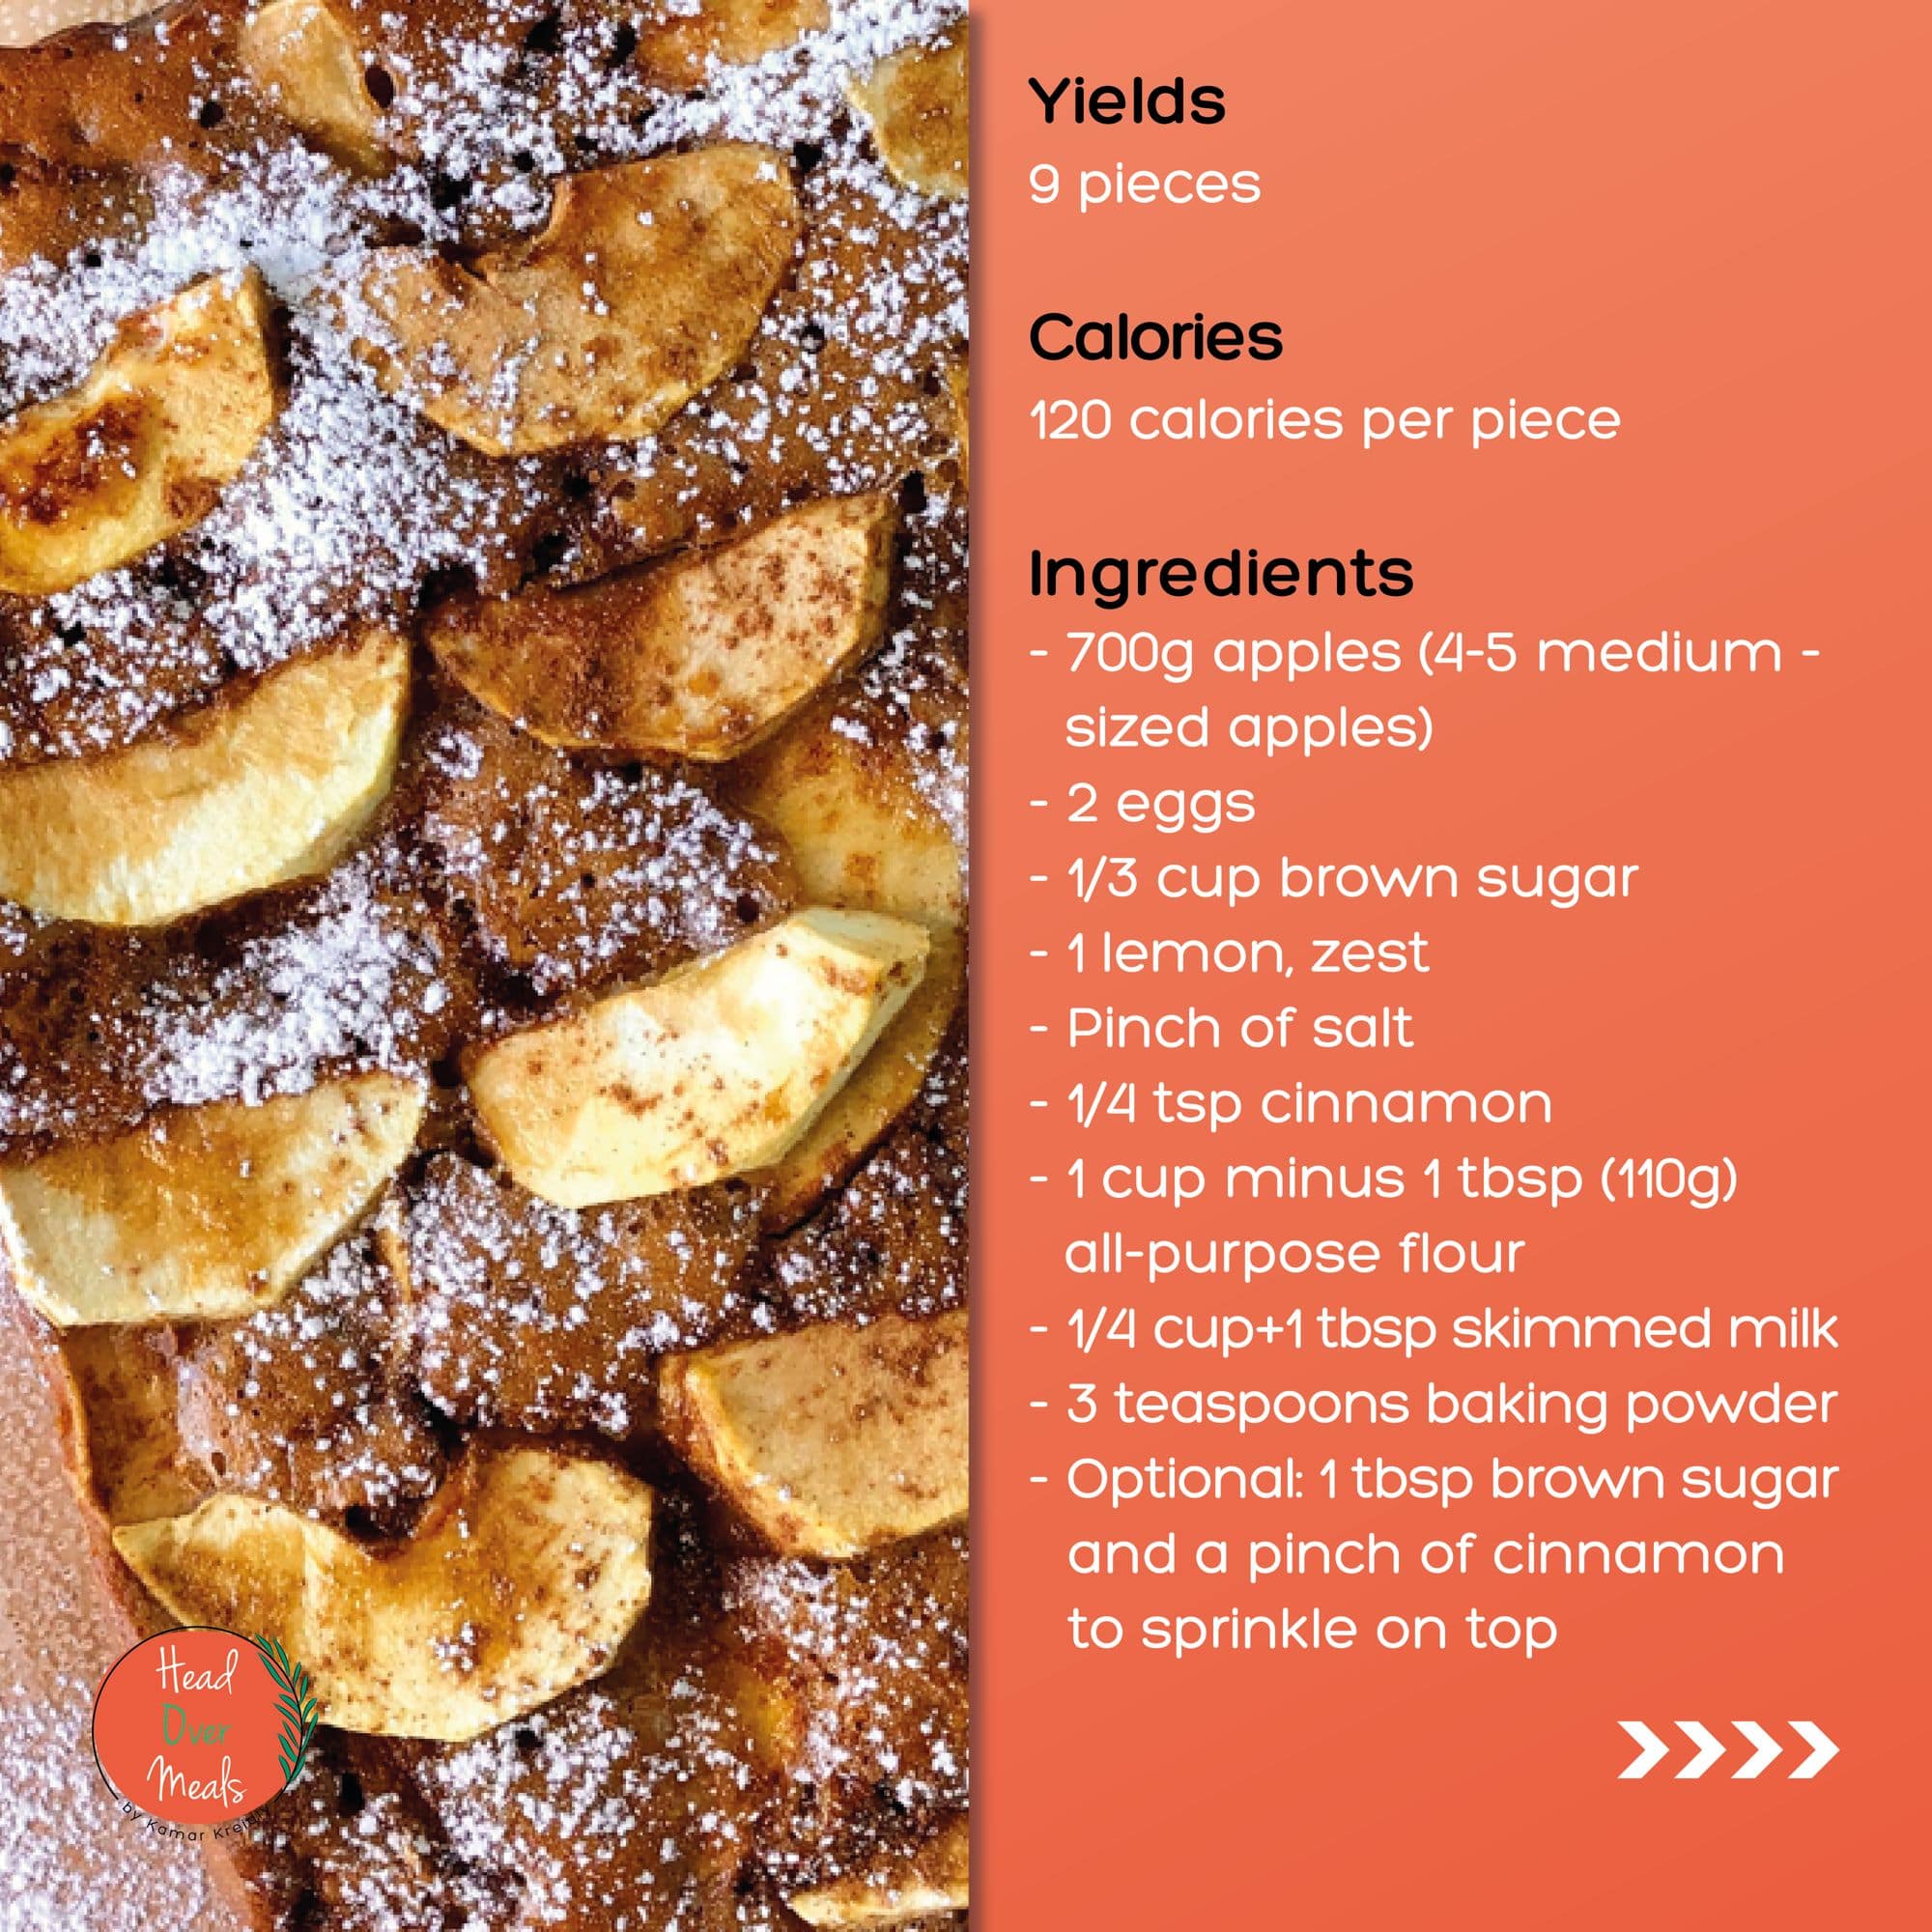 Yields
9 pieces
Calories
120 calories per piece
Ingredients
- 700g apples (4-5 medium -
sized apples)
- 2 eggs
- 1/3 cup brown sugar
- 1 lemon, zest
- Pinch of salt
- 1/4 tsp cinnamon
- 1 cup minus 1 tbsp (110g)
all-purpose flour
- 1/4 cup+1 tbsp skimmed milk
- 3 teaspoons baking powder
- Optional: 1 tbsp brown sugar
and a pinch of cinnamon
to sprinkle on top
Head
Over
Meals
by Kamar